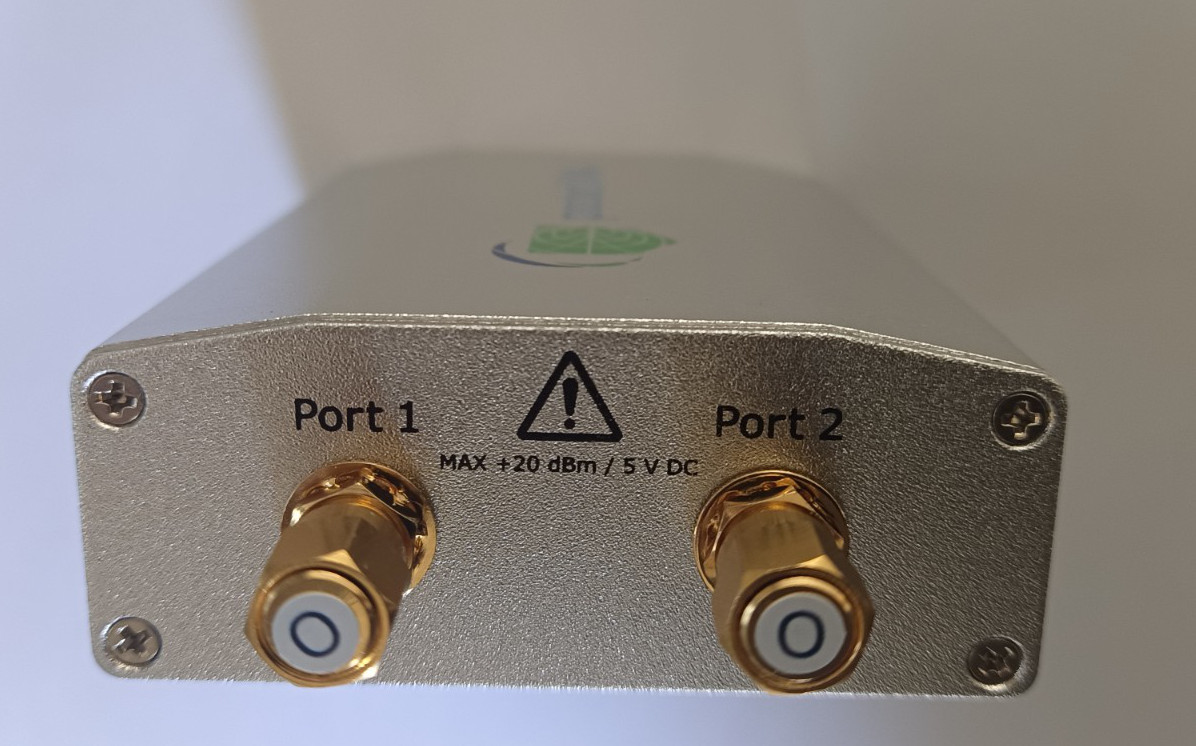 Port 1
Port 2
MAX +20 dBm / 5 V DC
O
O